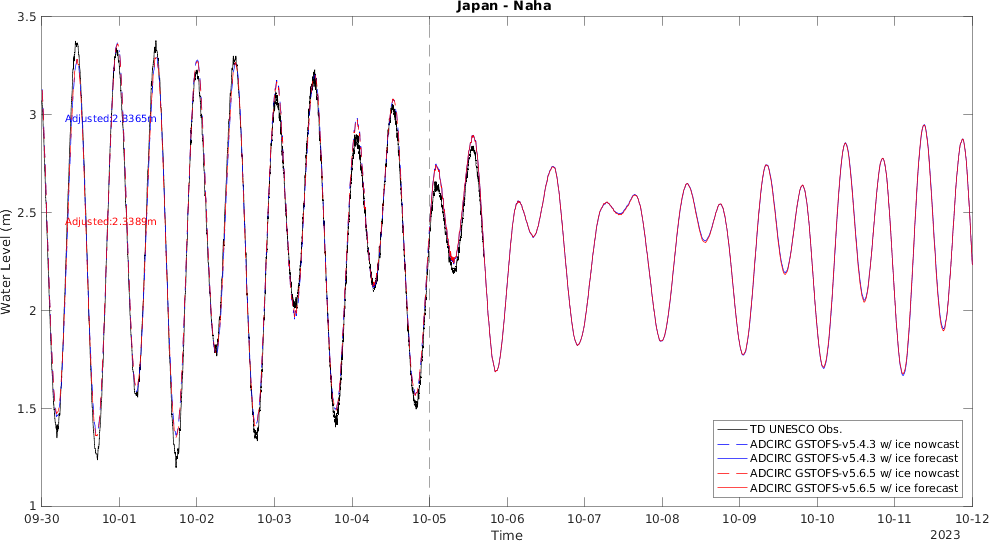 Japan - Naha
3.5
3
2.5
2
1.5
1
Water Level (m)
Adjusted:2.3365m
Adjusted:2.3389m
TD UNESCO Obs.
ADCIRC GSTOFS-v5.4.3 w/ ice nowcast
ADCIRC GSTOFS-v5.4.3 w/ ice forecast
ADCIRC GSTOFS-v5.6.5 w/ ice nowcast
ADCIRC GSTOFS-v5.6.5 w/ ice forecast
09-30 10-01 10-02 10-03 10-04 10-05 10-06 10-07 10-08 10-09 10-10 10-11 10-12
Time
2023